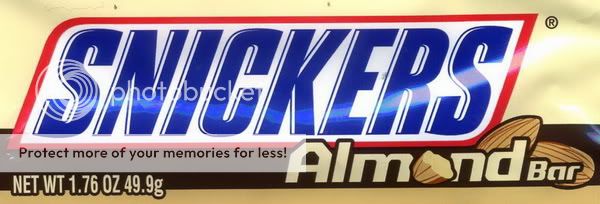 SNICKERS®
photobucket
Protect more of your memories for less!
Almond Bar
NET WT 1.76 OZ 49.9g